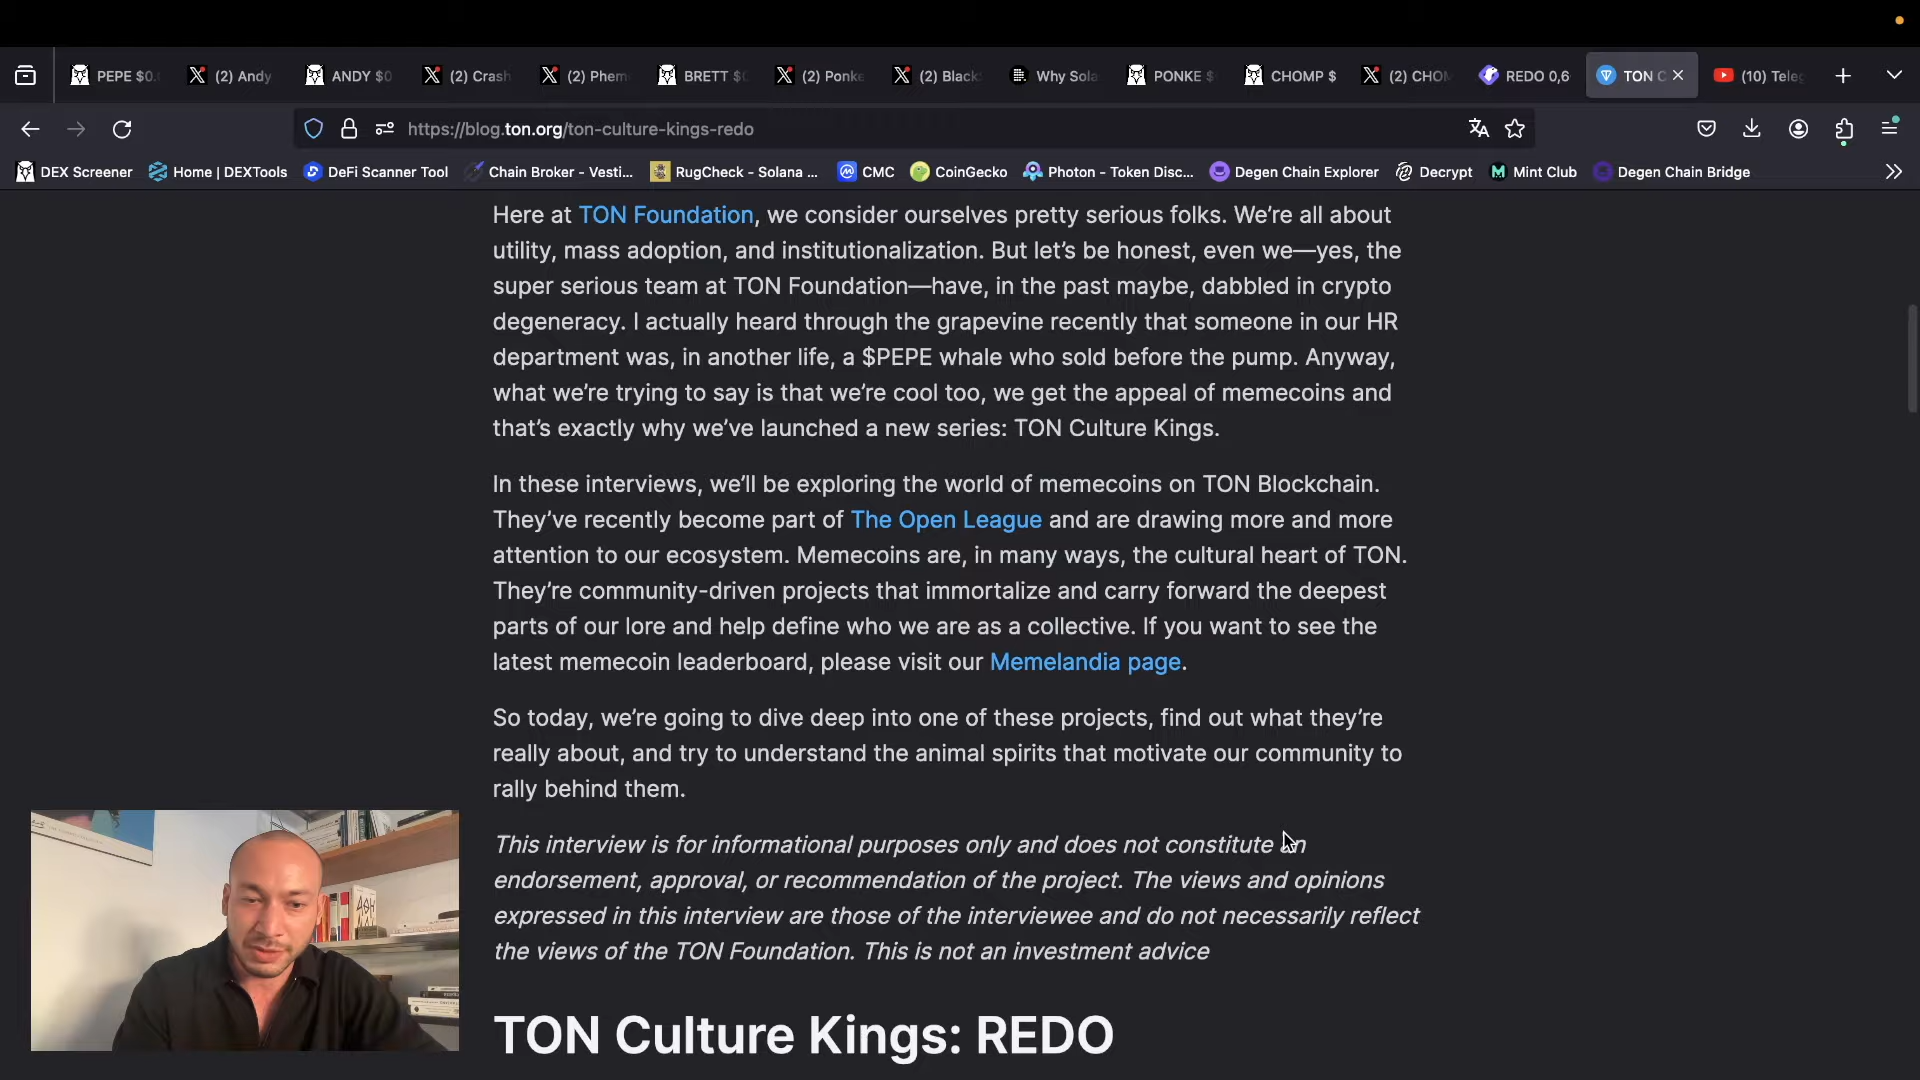 PEPE $0.
(2) Andy
ANDY $0
(2) Crash
(2) Phem
BRETT $
(2) Ponke
(2) Black
Why Sola
PONKE $
CHOMP $
(2) CHOM
REDO 0,6
TON C
(10) Teleg
https://blog.ton.org/ton-culture-kings-redo
DEX Screener
Home | DEXTools
DeFi Scanner Tool
Chain Broker - Vesti...
RugCheck - Solana ...
CMC
CoinGecko
Photon - Token Disc...
Degen Chain Explorer
Decrypt
Mint Club
Degen Chain Bridge
Here at TON Foundation, we consider ourselves pretty serious folks. We’re all about
utility, mass adoption, and institutionalization. But let’s be honest, even we—yes, the
super serious team at TON Foundation—have, in the past maybe, dabbled in crypto
degeneracy. I actually heard through the grapevine recently that someone in our HR
department was, in another life, a $PEPE whale who sold before the pump. Anyway,
what we’re trying to say is that we’re cool too, we get the appeal of memecoins and
that’s exactly why we’ve launched a new series: TON Culture Kings.
In these interviews, we’ll be exploring the world of memecoins on TON Blockchain.
They’ve recently become part of The Open League and are drawing more and more
attention to our ecosystem. Memecoins are, in many ways, the cultural heart of TON.
They’re community-driven projects that immortalize and carry forward the deepest
parts of our lore and help define who we are as a collective. If you want to see the
latest memecoin leaderboard, please visit our Memelandia page.
So today, we’re going to dive deep into one of these projects, find out what they’re
really about, and try to understand the animal spirits that motivate our community to
rally behind them.
This interview is for informational purposes only and does not constitute an
endorsement, approval, or recommendation of the project. The views and opinions
expressed in this interview are those of the interviewee and do not necessarily reflect
the views of the TON Foundation. This is not an investment advice
TON Culture Kings: REDO